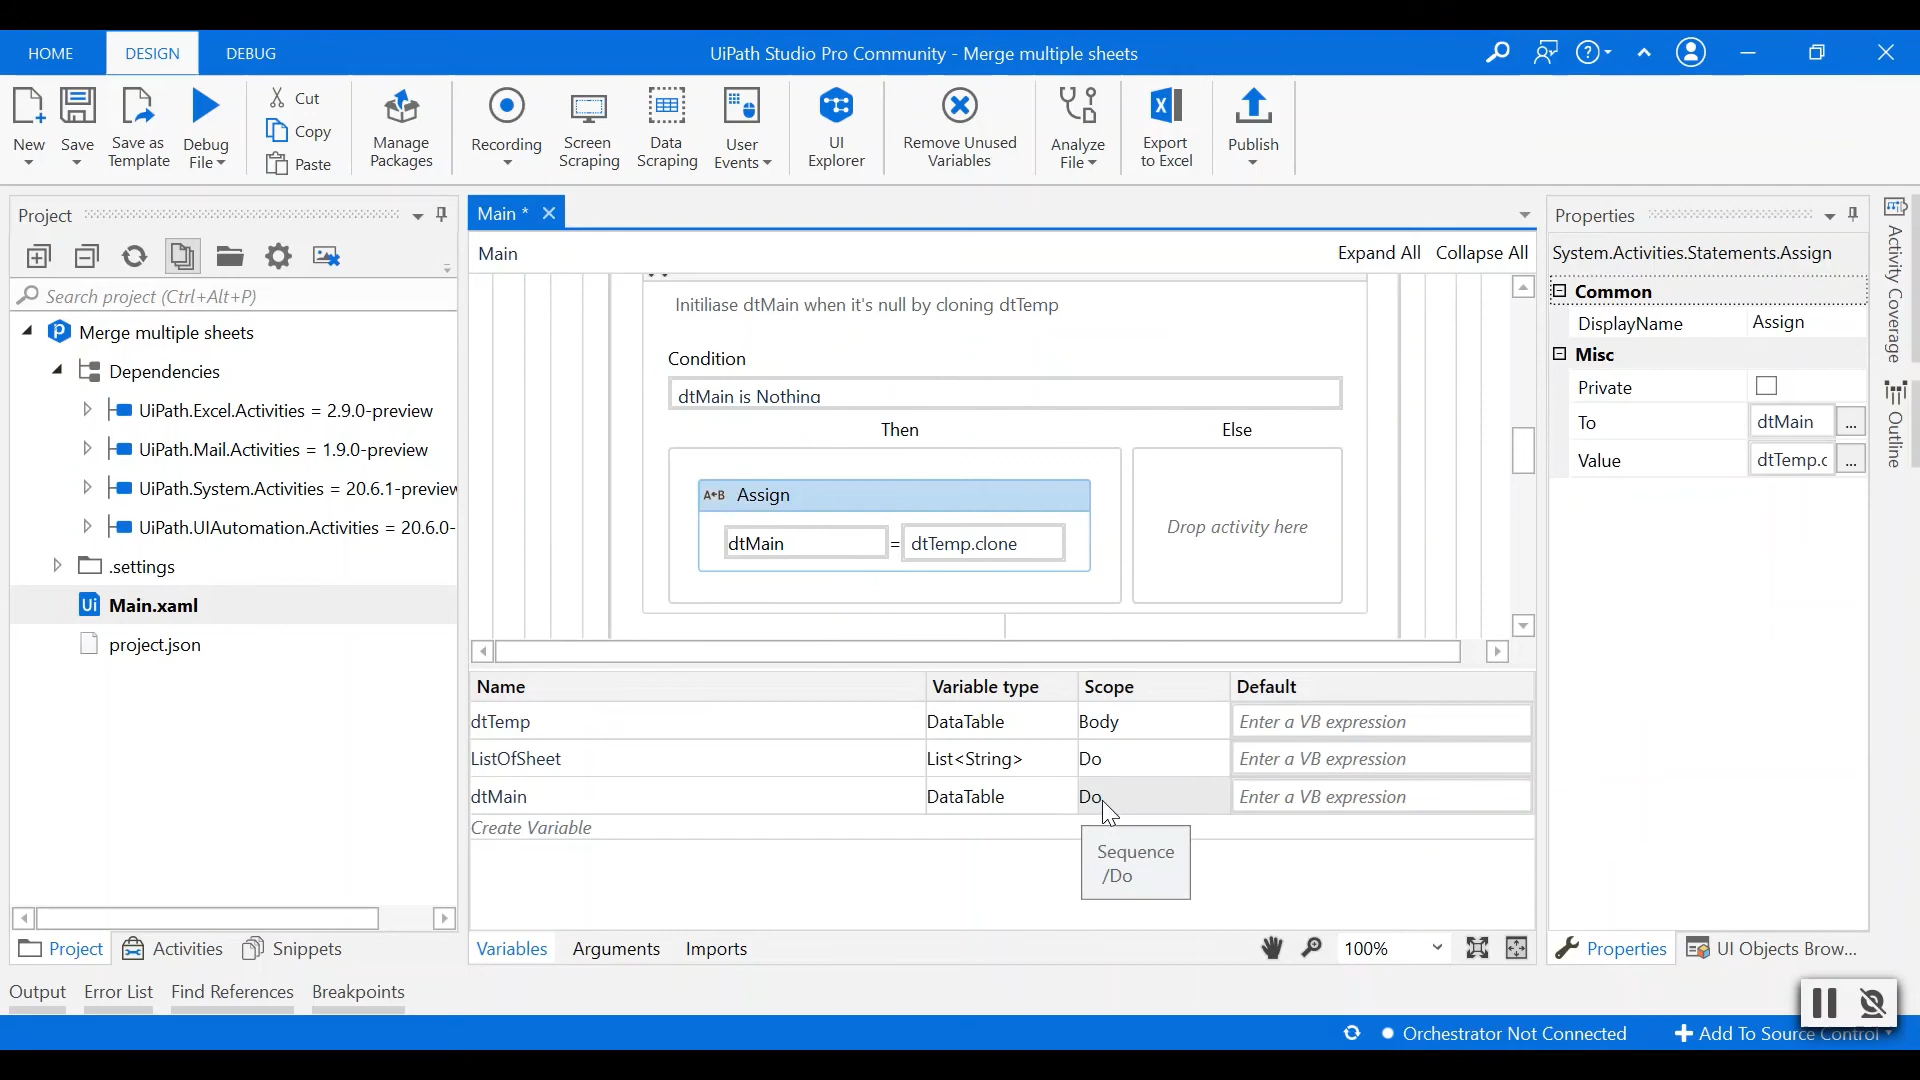 HOME DESIGN DEBUG UiPath Studio Pro Community - Merge multiple sheets
New Save Save as Template Debug File Cut Copy Paste Manage Packages Recording Screen Scraping Data Scraping User Events UI Explorer Remove Unused Variables Analyze File Export to Excel Publish
Project
Search project (Ctrl+Alt+P)
Merge multiple sheets
Dependencies
UiPath.Excel.Activities = 2.9.0-preview
UiPath.Mail.Activities = 1.9.0-preview
UiPath.System.Activities = 20.6.1-preview
UiPath.UIAutomation.Activities = 20.6.0-
.settings
Ui Main.xaml
project.json
Project Activities Snippets
Main *
Main Expand All Collapse All
Initiliase dtMain when it's null by cloning dtTemp
Condition
dtMain is Nothing
Then Else
A+B Assign
dtMain = dtTemp.clone
Drop activity here
Name Variable type Scope Default
dtTemp DataTable Body Enter a VB expression
ListOfSheet List<String> Do Enter a VB expression
dtMain DataTable Do Enter a VB expression
Create Variable
Sequence
/Do
Variables Arguments Imports 100%
Properties
System.Activities.Statements.Assign
Common
DisplayName Assign
Misc
Private
To dtMain ...
Value dtTemp.c ...
Properties UI Objects Brow...
Activity Coverage
Outline
Output Error List Find References Breakpoints
Orchestrator Not Connected Add To Source Control